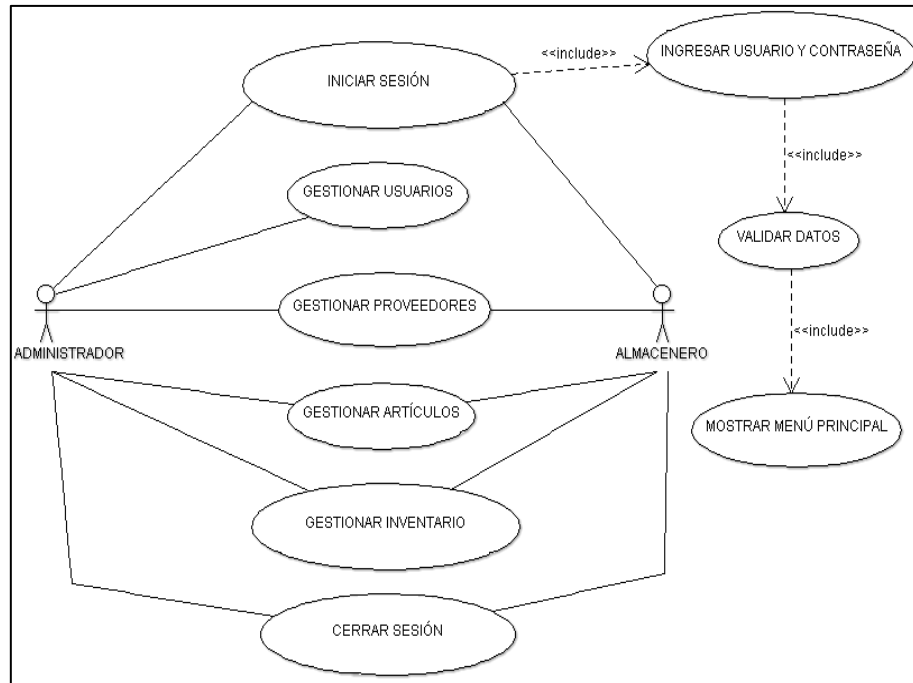 INICIAR SESIÓN
<<include>>
INGRESAR USUARIO Y CONTRASEÑA
<<include>>
GESTIONAR USUARIOS
VALIDAR DATOS
GESTIONAR PROVEEDORES
<<include>>
ADMINISTRADOR
ALMACENERO
GESTIONAR ARTÍCULOS
MOSTRAR MENÚ PRINCIPAL
GESTIONAR INVENTARIO
CERRAR SESIÓN